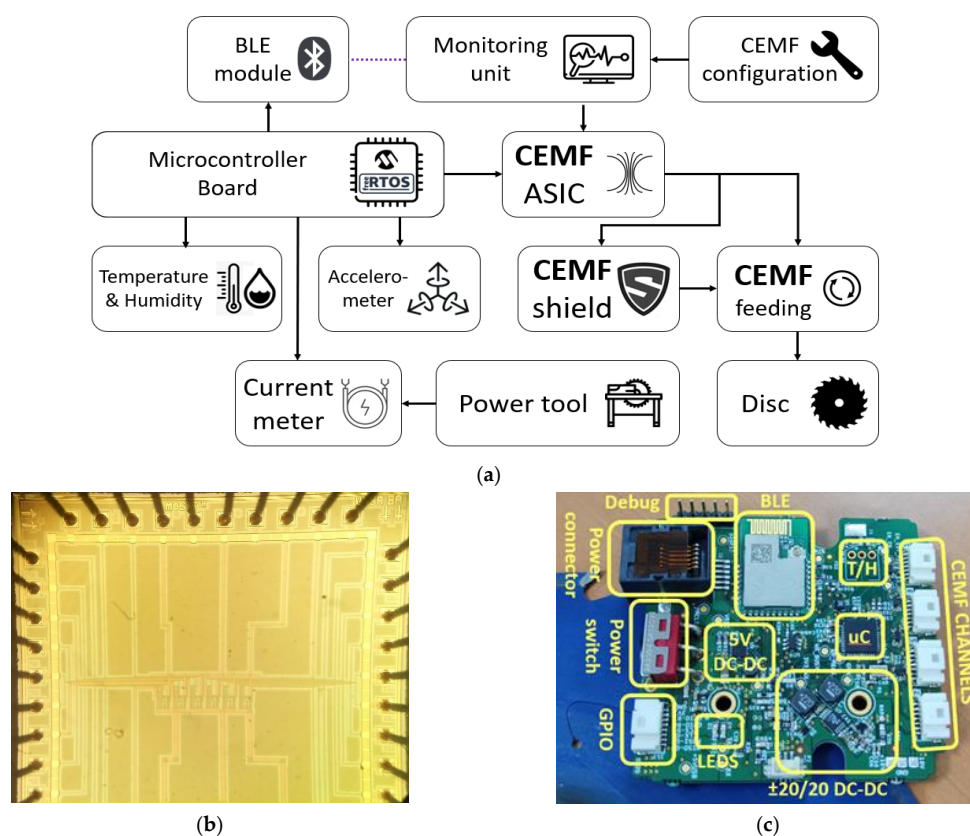 BLE
module
Monitoring
unit
CEMF
configuration
Microcontroller
Board
RTOS
CEMF
ASIC
Temperature
& Humidity
Accelero-
meter
CEMF
shield
CEMF
feeding
Current
meter
Power tool
Disc
(a)
Debug
BLE
Power
connector
T/H
CEMF CHANNELS
Power
switch
5V
DC-DC
uC
GPIO
LEDS
±20/20 DC-DC
GND
(b)
(c)